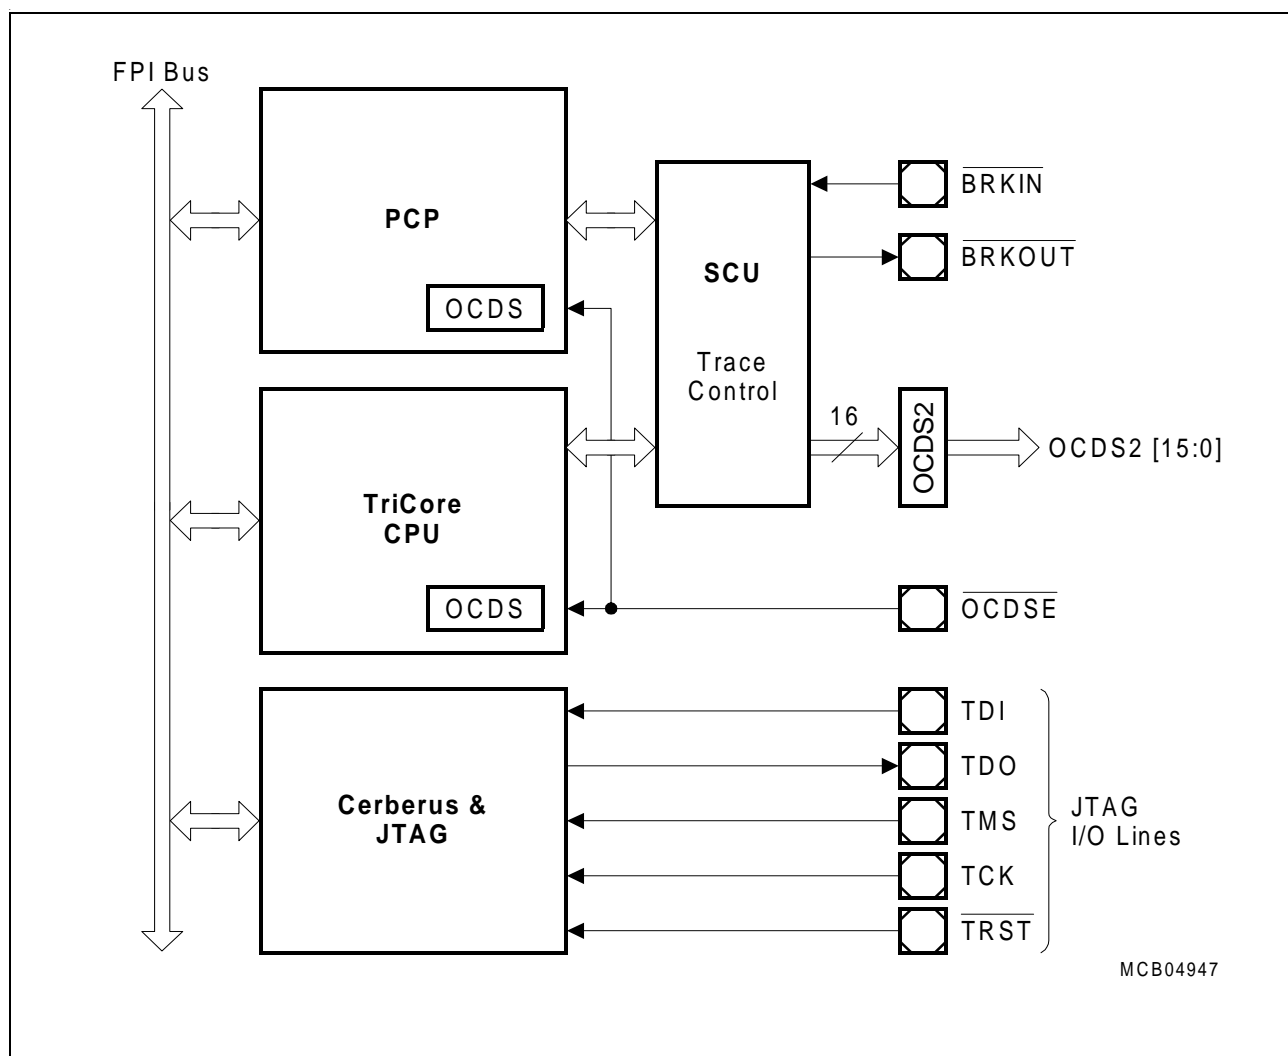 FPI Bus
PCP
OCDS
SCU
Trace
Control
BRKIN
BRKOUT
16
OCDS2
OCDS2 [15:0]
TriCore
CPU
OCDS
OCDSE
Cerberus &
JTAG
TDI
TDO
TMS
TCK
TRST
JTAG
I/O Lines
MCB04947